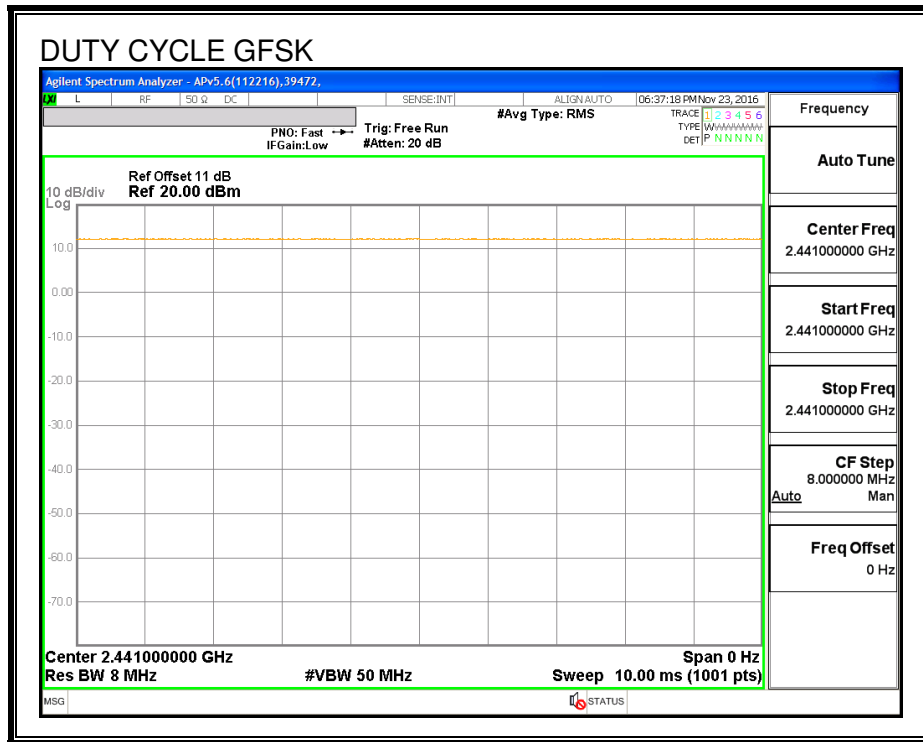 DUTY CYCLE GFSK
Agilent Spectrum Analyzer - APv5.6(112216),39472,
LXI L RF 50 Ω DC SENSE:INT ALIGN AUTO 06:37:18 PM Nov 23, 2016
#Avg Type: RMS
TRACE 1 2 3 4 5 6
PNO: Fast Trig: Free Run
TYPE WWWWWW
IFGain:Low #Atten: 20 dB
DET P N N N N N
Ref Offset 11 dB
10 dB/div Ref 20.00 dBm
Log
10.0
0.00
-10.0
-20.0
-30.0
-40.0
-50.0
-60.0
-70.0
Center 2.441000000 GHz Span 0 Hz
Res BW 8 MHz #VBW 50 MHz Sweep 10.00 ms (1001 pts)
MSG STATUS
Frequency
Auto Tune
Center Freq
2.441000000 GHz
Start Freq
2.441000000 GHz
Stop Freq
2.441000000 GHz
CF Step
8.000000 MHz
Auto Man
Freq Offset
0 Hz